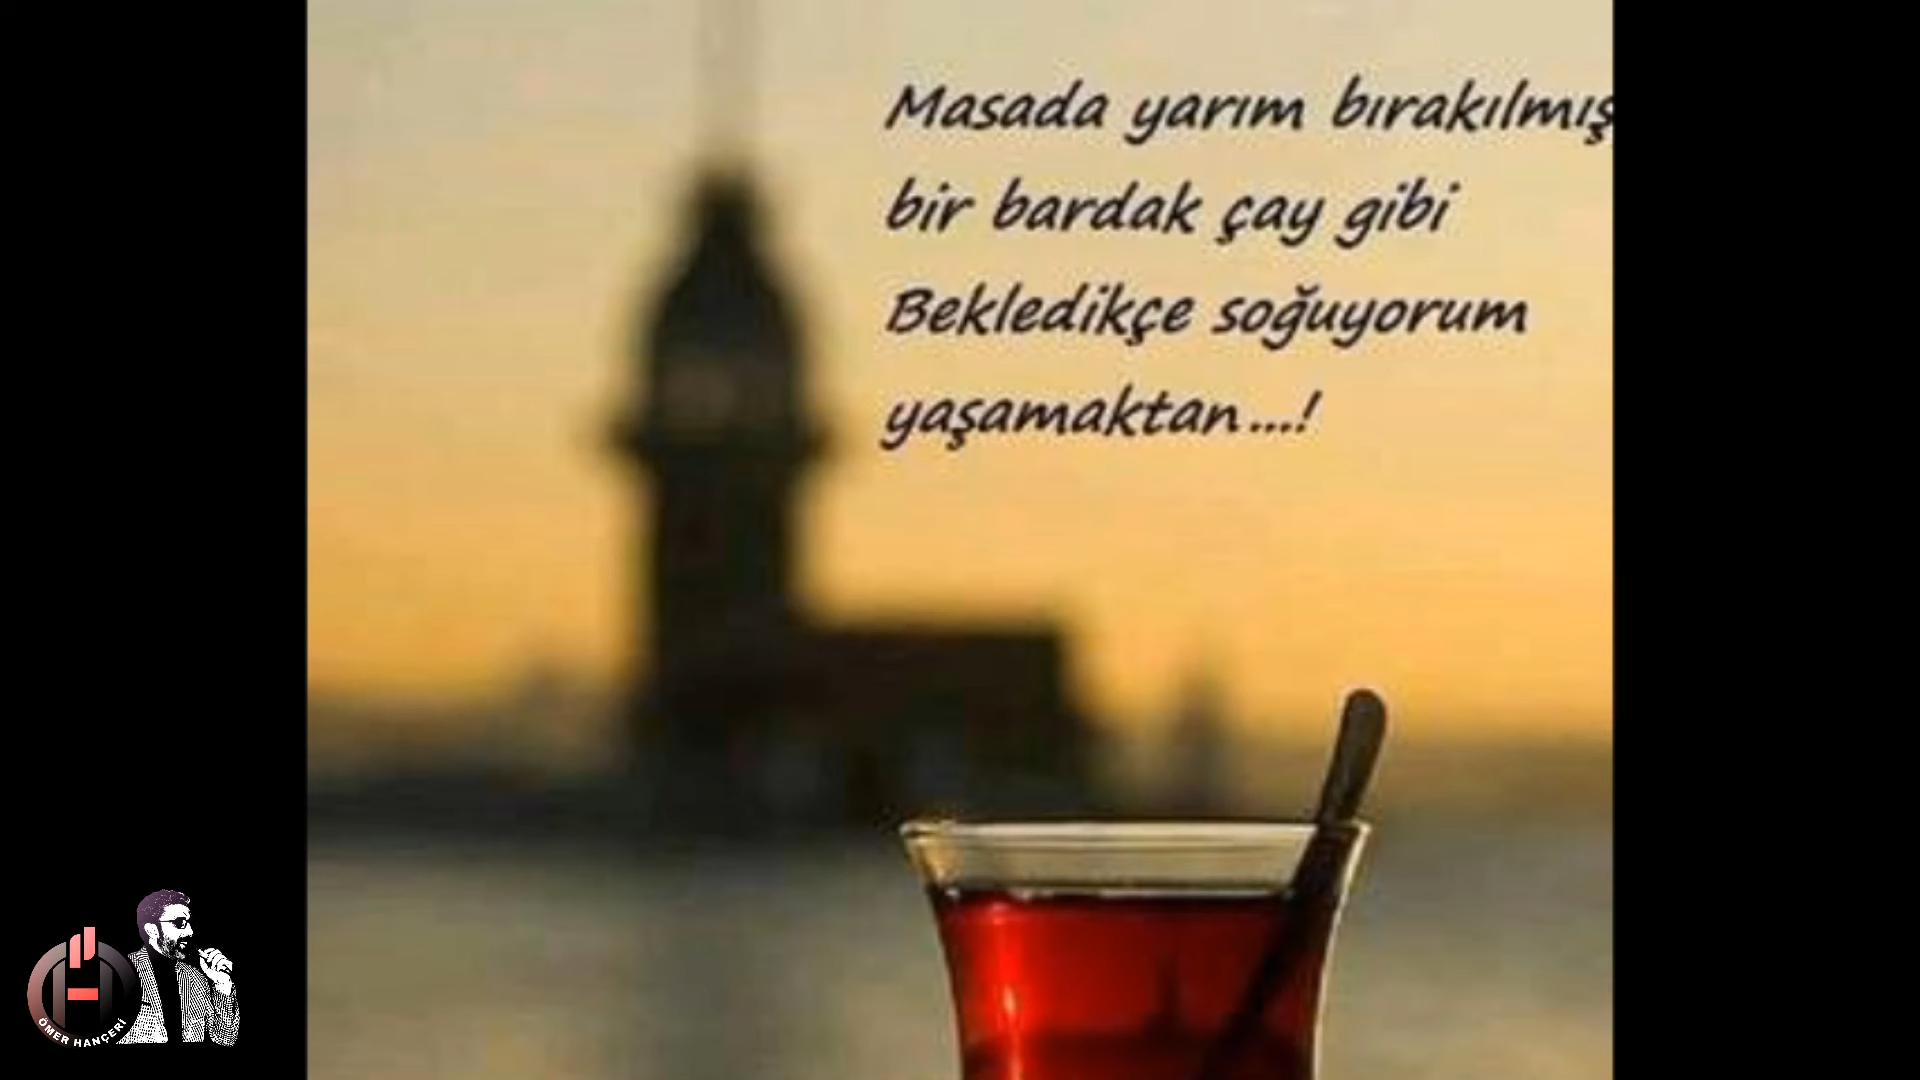 Masada yarım bırakılmış
bir bardak çay gibi
Bekledikçe soğuyorum
yaşamaktan...!
ÖMER HANÇERİ